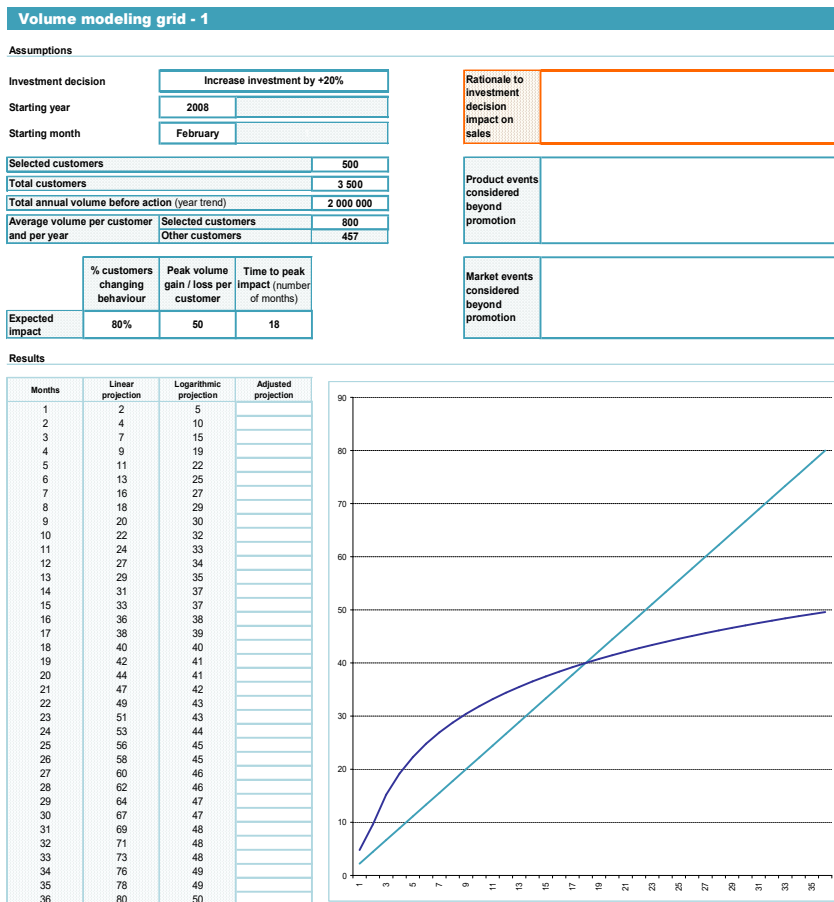 Volume modeling grid - 1
Assumptions
Investment decision
Increase investment by +20%
Starting year
2008
Starting month
February
Rationale to
investment
decision
impact on
sales
Selected customers 500
Total customers 3 500
Total annual volume before action (year trend) 2 000 000
Average volume per customer
and per year
Selected customers 800
Other customers 457
Product events
considered
beyond
promotion
% customers
changing
behaviour
Peak volume
gain / loss per
customer
Time to peak
impact (number
of months)
Expected
impact
80% 50 18
Market events
considered
beyond
promotion
Results
Months
Linear
projection
Logarithmic
projection
Adjusted
projection
1 2 5
2 4 10
3 7 15
4 9 19
5 11 22
6 13 25
7 16 27
8 18 29
9 20 30
10 22 32
11 24 33
12 27 34
13 29 35
14 31 37
15 33 37
16 36 38
17 38 39
18 40 40
19 42 41
20 44 41
21 47 42
22 49 43
23 51 43
24 53 44
25 56 45
26 58 45
27 60 46
28 62 46
29 64 47
30 67 47
31 69 48
32 71 48
33 73 48
34 76 49
35 78 49
36 80 50
90
80
70
60
50
40
30
20
10
0
1 3 5 7 9 11 13 15 17 19 21 23 25 27 29 31 33 35